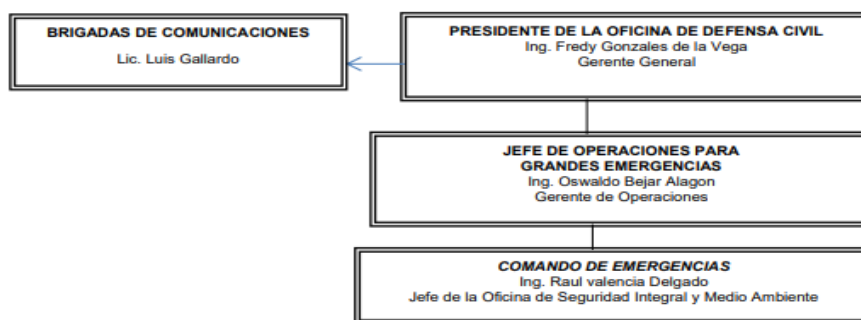 BRIGADAS DE COMUNICACIONES
Lic. Luis Gallardo
PRESIDENTE DE LA OFICINA DE DEFENSA CIVIL
Ing. Fredy Gonzales de la Vega
Gerente General
JEFE DE OPERACIONES PARA
GRANDES EMERGENCIAS
Ing. Oswaldo Bejar Alagon
Gerente de Operaciones
COMANDO DE EMERGENCIAS
Ing. Raul valencia Delgado
Jefe de la Oficina de Seguridad Integral y Medio Ambiente